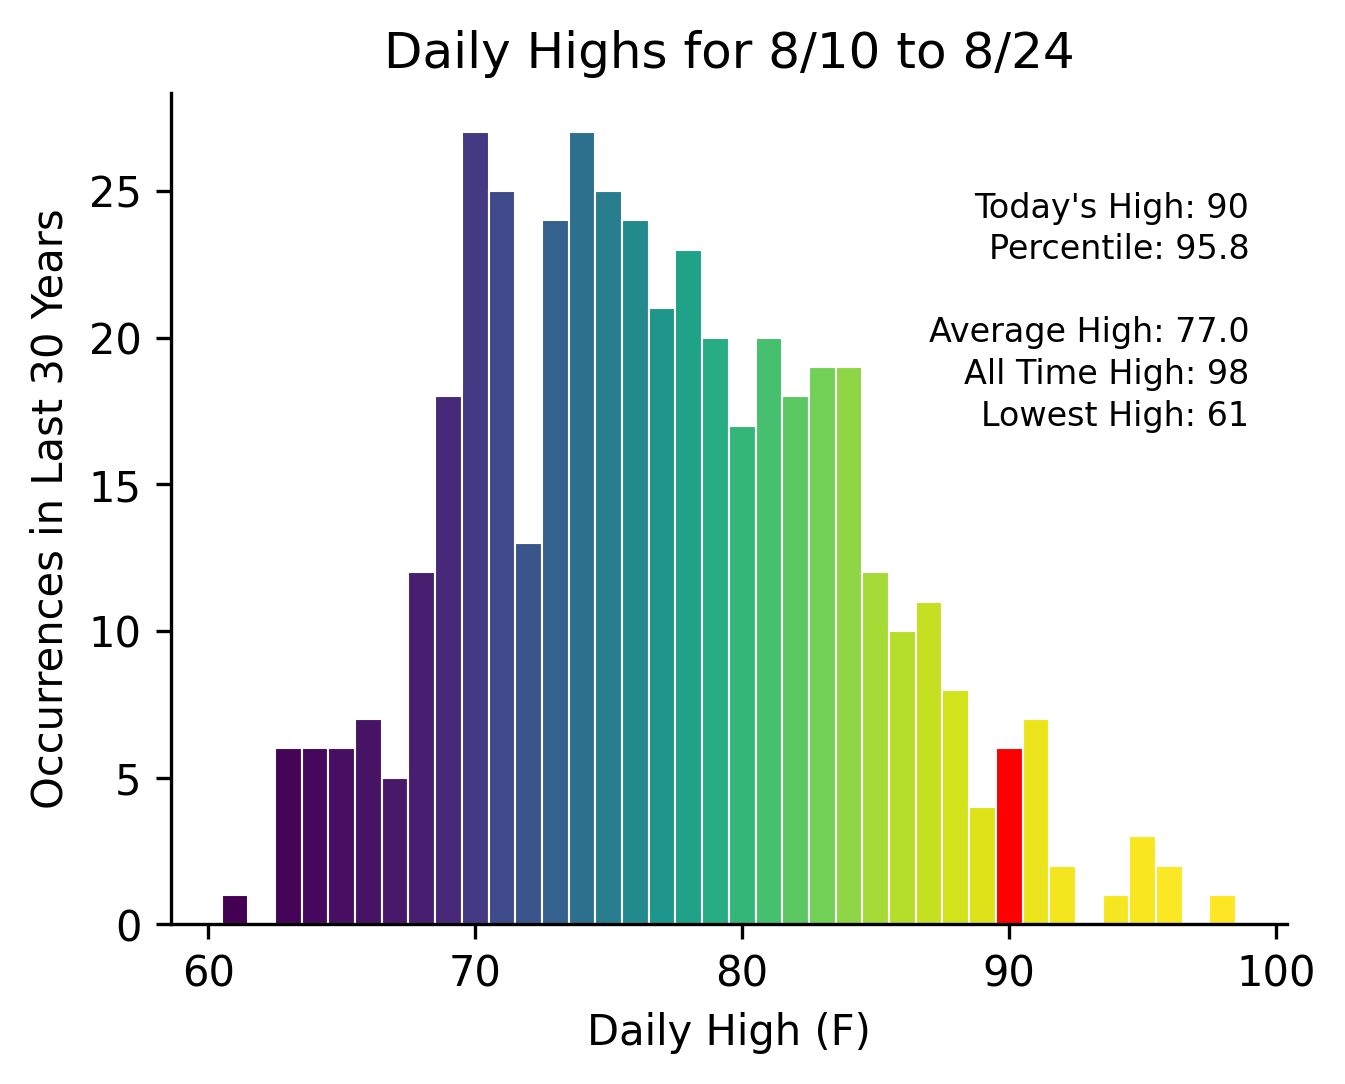 Daily Highs for 8/10 to 8/24
Occurrences in Last 30 Years
25
20
15
10
5
0
Today's High: 90
Percentile: 95.8
Average High: 77.0
All Time High: 98
Lowest High: 61
60
70
80
90
100
Daily High (F)